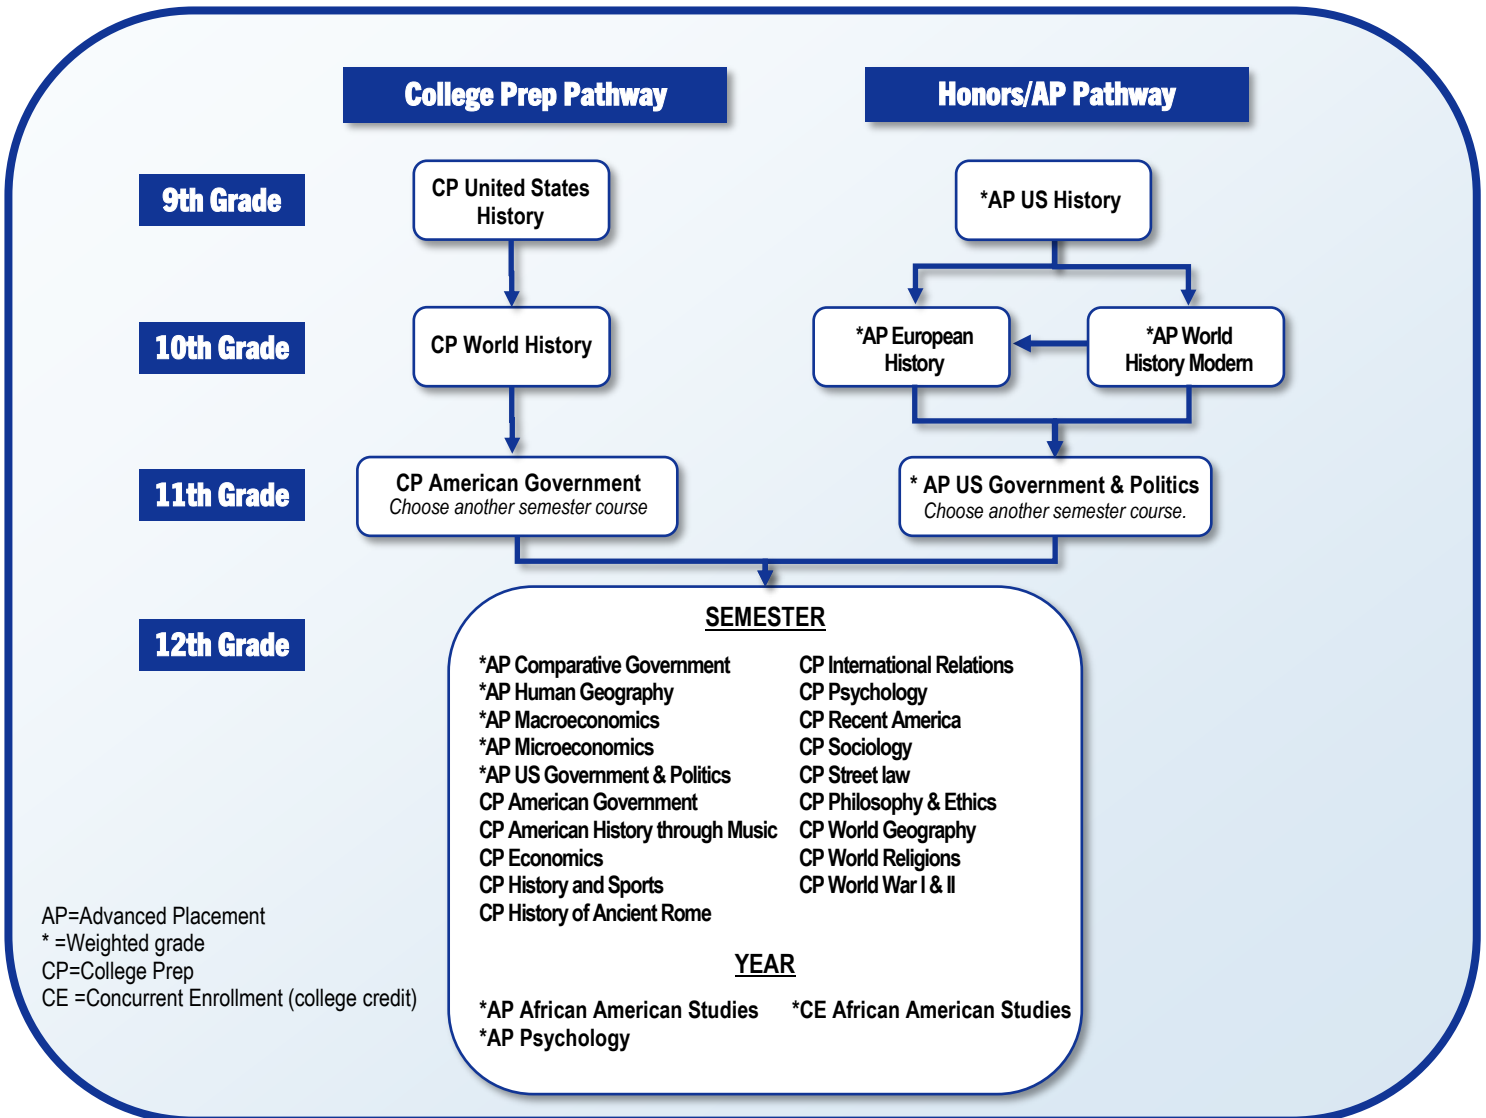 College Prep Pathway
Honors/AP Pathway
9th Grade
CP United States
History
*AP US History
10th Grade
CP World History
*AP European
History
*AP World
History Modern
11th Grade
CP American Government
Choose another semester course
* AP US Government & Politics
Choose another semester course.
12th Grade
SEMESTER
*AP Comparative Government
*AP Human Geography
*AP Macroeconomics
*AP Microeconomics
*AP US Government & Politics
CP American Government
CP American History through Music
CP Economics
CP History and Sports
CP History of Ancient Rome
CP International Relations
CP Psychology
CP Recent America
CP Sociology
CP Street law
CP Philosophy & Ethics
CP World Geography
CP World Religions
CP World War I & II
YEAR
*AP African American Studies
*AP Psychology
*CE African American Studies
AP=Advanced Placement
* =Weighted grade
CP=College Prep
CE =Concurrent Enrollment (college credit)